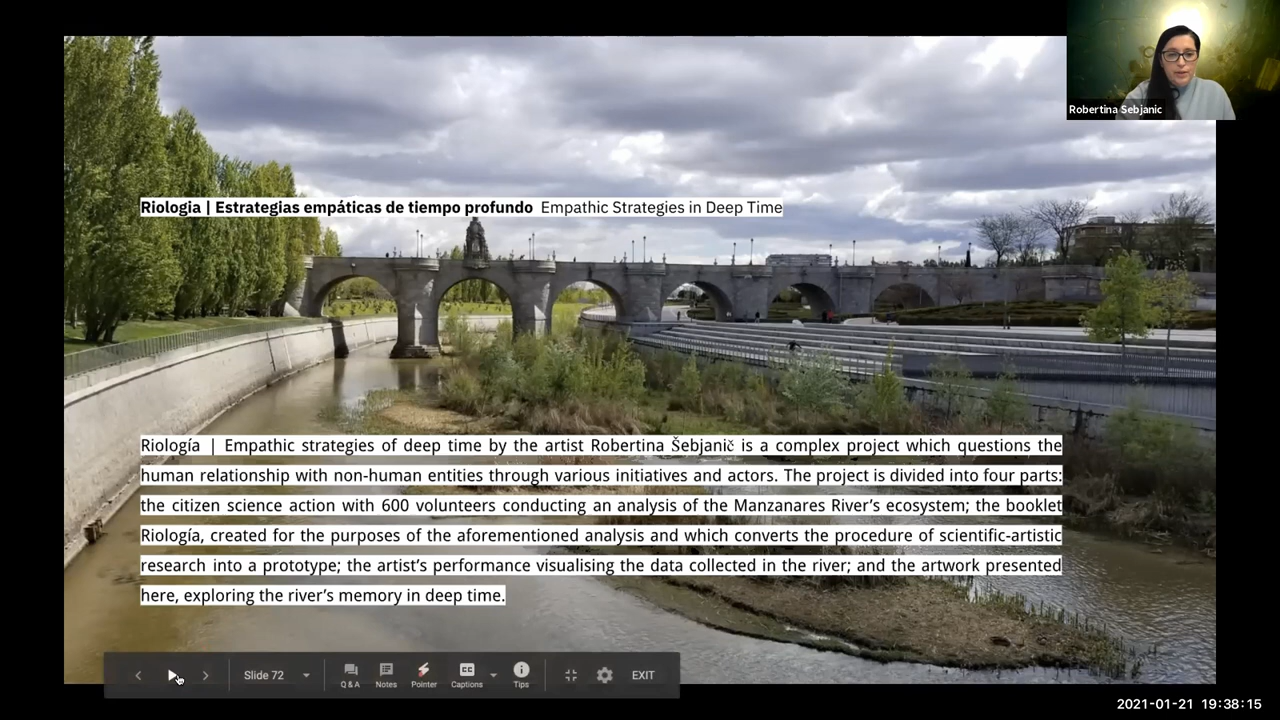 Robertina Sebjanic
Riologia | Estrategias empáticas de tiempo profundo Empathic Strategies in Deep Time
Riología | Empathic strategies of deep time by the artist Robertina Šebjanič is a complex project which questions the
human relationship with non-human entities through various initiatives and actors. The project is divided into four parts:
the citizen science action with 600 volunteers conducting an analysis of the Manzanares River’s ecosystem; the booklet
Riología, created for the purposes of the aforementioned analysis and which converts the procedure of scientific-artistic
research into a prototype; the artist’s performance visualising the data collected in the river; and the artwork presented
here, exploring the river’s memory in deep time.
Slide 72
Q & A
Notes
Pointer
Captions
Tips
EXIT
2021-01-21 19:38:15